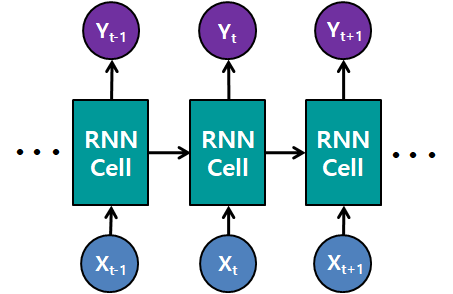 Yt-1 Yt Yt+1
RNN Cell RNN Cell RNN Cell
Xt-1 Xt Xt+1